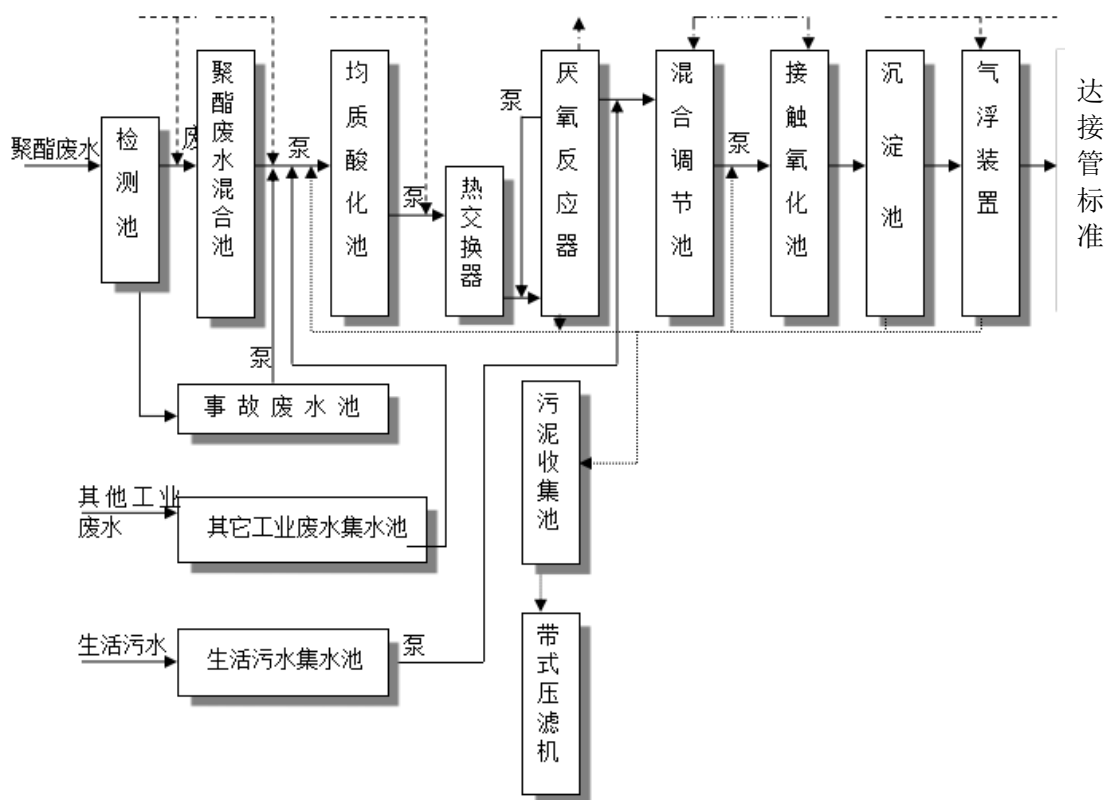 聚酯废水
检测池
废
聚酯废水混合池
泵
均质酸化池
泵
热交换器
泵
厌氧反应器
混合调节池
泵
接触氧化池
沉淀池
气浮装置
达接管标准
泵
事故废水池
其他工业
废水
其它工业废水集水池
生活污水
生活污水集水池
泵
污泥收集池
带式压滤机